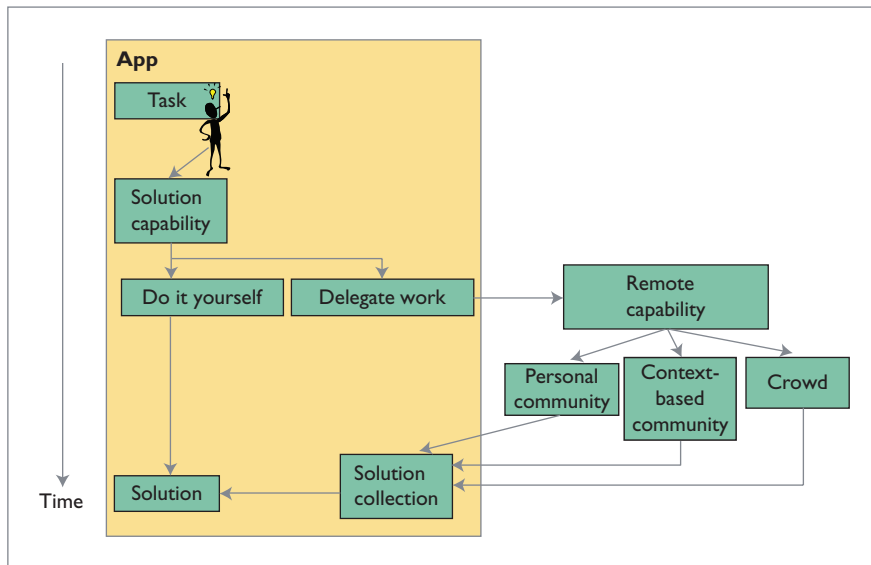 App
Task
Solution
capability
Do it yourself
Delegate work
Remote
capability
Personal
community
Context-
based
community
Crowd
Solution
collection
Solution
Time